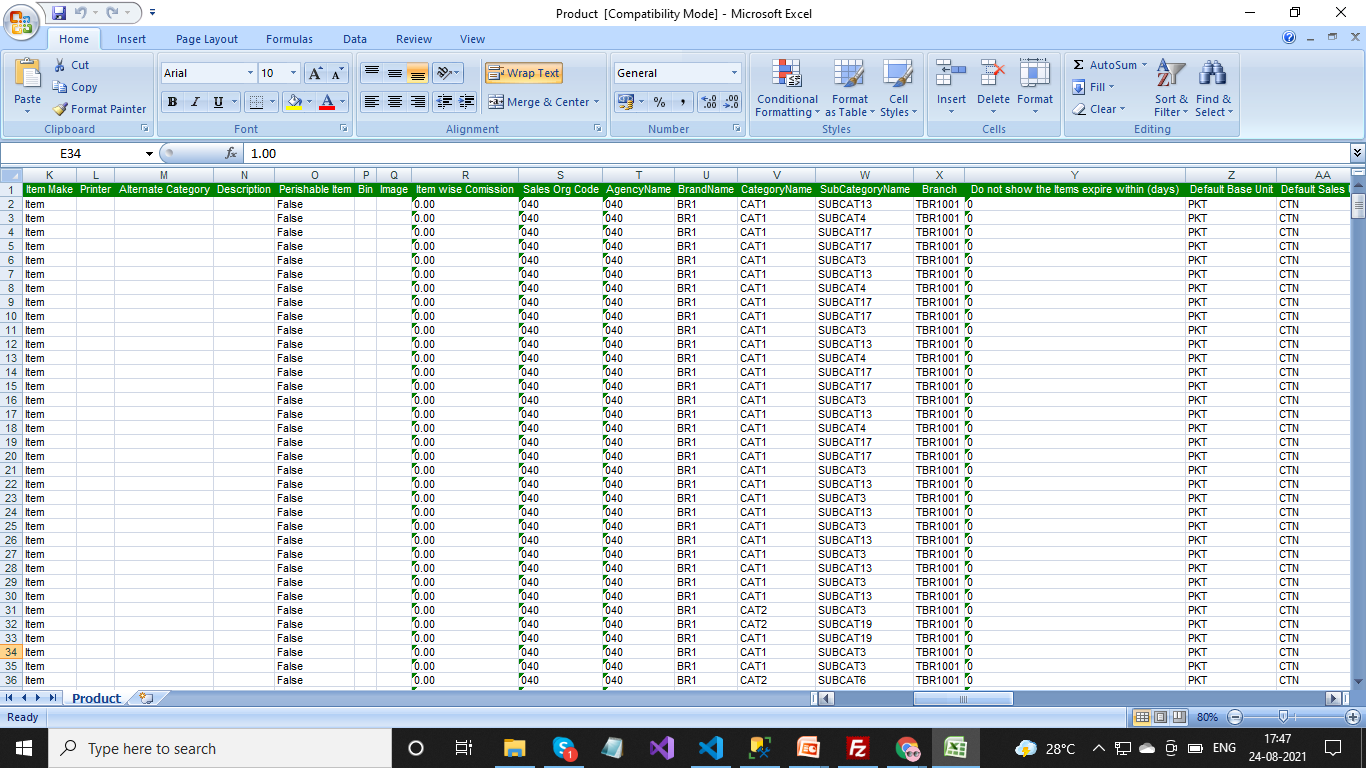 Product [Compatibility Mode] - Microsoft Excel
Home Insert Page Layout Formulas Data Review View
Paste Cut Copy Format Painter Clipboard
Arial 10 A A B I U A Font
Wrap Text Merge & Center Alignment
General % , .00 .0 Number
Conditional Formatting Format as Table Cell Styles Styles
Insert Delete Format Cells
Σ AutoSum Fill Clear Sort & Filter Find & Select Editing
E34 fx 1.00
K L M N O P Q R S T U V W X Y Z AA
1 Item Make Printer Alternate Category Description Perishable Item Bin Image Item wise Comission Sales Org Code AgencyName BrandName CategoryName SubCategoryName Branch Do not show the Items expire within (days) Default Base Unit Default Sales
2 Item False 0.00 040 040 BR1 CAT1 SUBCAT13 TBR1001 0 PKT CTN
3 Item False 0.00 040 040 BR1 CAT1 SUBCAT4 TBR1001 0 PKT CTN
4 Item False 0.00 040 040 BR1 CAT1 SUBCAT17 TBR1001 0 PKT CTN
5 Item False 0.00 040 040 BR1 CAT1 SUBCAT17 TBR1001 0 PKT CTN
6 Item False 0.00 040 040 BR1 CAT1 SUBCAT3 TBR1001 0 PKT CTN
7 Item False 0.00 040 040 BR1 CAT1 SUBCAT13 TBR1001 0 PKT CTN
8 Item False 0.00 040 040 BR1 CAT1 SUBCAT4 TBR1001 0 PKT CTN
9 Item False 0.00 040 040 BR1 CAT1 SUBCAT17 TBR1001 0 PKT CTN
10 Item False 0.00 040 040 BR1 CAT1 SUBCAT17 TBR1001 0 PKT CTN
11 Item False 0.00 040 040 BR1 CAT1 SUBCAT3 TBR1001 0 PKT CTN
12 Item False 0.00 040 040 BR1 CAT1 SUBCAT13 TBR1001 0 PKT CTN
13 Item False 0.00 040 040 BR1 CAT1 SUBCAT4 TBR1001 0 PKT CTN
14 Item False 0.00 040 040 BR1 CAT1 SUBCAT17 TBR1001 0 PKT CTN
15 Item False 0.00 040 040 BR1 CAT1 SUBCAT17 TBR1001 0 PKT CTN
16 Item False 0.00 040 040 BR1 CAT1 SUBCAT3 TBR1001 0 PKT CTN
17 Item False 0.00 040 040 BR1 CAT1 SUBCAT13 TBR1001 0 PKT CTN
18 Item False 0.00 040 040 BR1 CAT1 SUBCAT4 TBR1001 0 PKT CTN
19 Item False 0.00 040 040 BR1 CAT1 SUBCAT17 TBR1001 0 PKT CTN
20 Item False 0.00 040 040 BR1 CAT1 SUBCAT17 TBR1001 0 PKT CTN
21 Item False 0.00 040 040 BR1 CAT1 SUBCAT3 TBR1001 0 PKT CTN
22 Item False 0.00 040 040 BR1 CAT1 SUBCAT13 TBR1001 0 PKT CTN
23 Item False 0.00 040 040 BR1 CAT1 SUBCAT3 TBR1001 0 PKT CTN
24 Item False 0.00 040 040 BR1 CAT1 SUBCAT13 TBR1001 0 PKT CTN
25 Item False 0.00 040 040 BR1 CAT1 SUBCAT3 TBR1001 0 PKT CTN
26 Item False 0.00 040 040 BR1 CAT1 SUBCAT13 TBR1001 0 PKT CTN
27 Item False 0.00 040 040 BR1 CAT1 SUBCAT3 TBR1001 0 PKT CTN
28 Item False 0.00 040 040 BR1 CAT1 SUBCAT13 TBR1001 0 PKT CTN
29 Item False 0.00 040 040 BR1 CAT1 SUBCAT3 TBR1001 0 PKT CTN
30 Item False 0.00 040 040 BR1 CAT1 SUBCAT13 TBR1001 0 PKT CTN
31 Item False 0.00 040 040 BR1 CAT2 SUBCAT3 TBR1001 0 PKT CTN
32 Item False 0.00 040 040 BR1 CAT2 SUBCAT19 TBR1001 0 PKT CTN
33 Item False 0.00 040 040 BR1 CAT1 SUBCAT19 TBR1001 0 PKT CTN
34 Item False 0.00 040 040 BR1 CAT1 SUBCAT3 TBR1001 0 PKT CTN
35 Item False 0.00 040 040 BR1 CAT1 SUBCAT3 TBR1001 0 PKT CTN
36 Item False 0.00 040 040 BR1 CAT2 SUBCAT6 TBR1001 0 PKT CTN
Product
Ready 80%
Type here to search 28°C ENG 17:47
24-08-2021